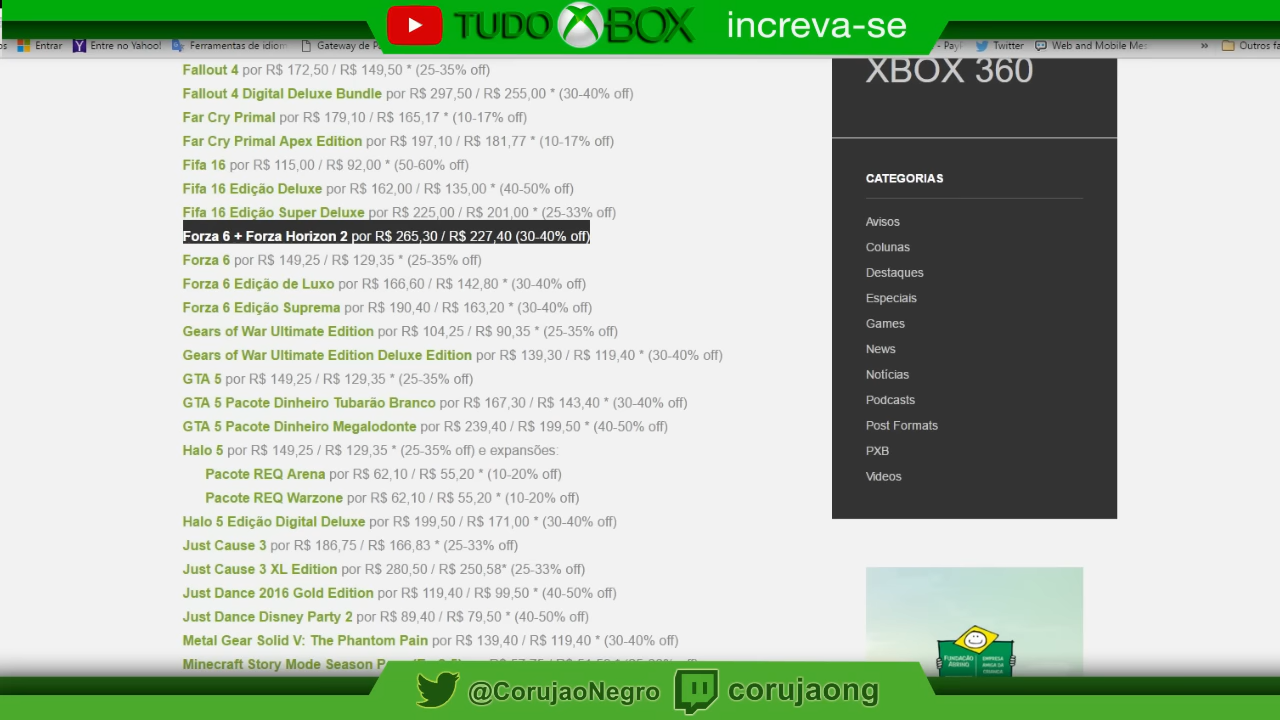 TUDO XBOX increva-se
Entrar Entre no Yahoo! Ferramentas de idiom Gateway de Pa - Payl Twitter Web and Mobile Mes » Outros fa
Fallout 4 por R$ 172,50 / R$ 149,50 * (25-35% off)
Fallout 4 Digital Deluxe Bundle por R$ 297,50 / R$ 255,00 * (30-40% off)
Far Cry Primal por R$ 179,10 / R$ 165,17 * (10-17% off)
Far Cry Primal Apex Edition por R$ 197,10 / R$ 181,77 * (10-17% off)
Fifa 16 por R$ 115,00 / R$ 92,00 * (50-60% off)
Fifa 16 Edição Deluxe por R$ 162,00 / R$ 135,00 * (40-50% off)
Fifa 16 Edição Super Deluxe por R$ 225,00 / R$ 201,00 * (25-33% off)
Forza 6 + Forza Horizon 2 por R$ 265,30 / R$ 227,40 (30-40% off)
Forza 6 por R$ 149,25 / R$ 129,35 * (25-35% off)
Forza 6 Edição de Luxo por R$ 166,60 / R$ 142,80 * (30-40% off)
Forza 6 Edição Suprema por R$ 190,40 / R$ 163,20 * (30-40% off)
Gears of War Ultimate Edition por R$ 104,25 / R$ 90,35 * (25-35% off)
Gears of War Ultimate Edition Deluxe Edition por R$ 139,30 / R$ 119,40 * (30-40% off)
GTA 5 por R$ 149,25 / R$ 129,35 * (25-35% off)
GTA 5 Pacote Dinheiro Tubarão Branco por R$ 167,30 / R$ 143,40 * (30-40% off)
GTA 5 Pacote Dinheiro Megalodonte por R$ 239,40 / R$ 199,50 * (40-50% off)
Halo 5 por R$ 149,25 / R$ 129,35 * (25-35% off) e expansões:
Pacote REQ Arena por R$ 62,10 / R$ 55,20 * (10-20% off)
Pacote REQ Warzone por R$ 62,10 / R$ 55,20 * (10-20% off)
Halo 5 Edição Digital Deluxe por R$ 199,50 / R$ 171,00 * (30-40% off)
Just Cause 3 por R$ 186,75 / R$ 166,83 * (25-33% off)
Just Cause 3 XL Edition por R$ 280,50 / R$ 250,58* (25-33% off)
Just Dance 2016 Gold Edition por R$ 119,40 / R$ 99,50 * (40-50% off)
Just Dance Disney Party 2 por R$ 89,40 / R$ 79,50 * (40-50% off)
Metal Gear Solid V: The Phantom Pain por R$ 139,40 / R$ 119,40 * (30-40% off)
Minecraft Story Mode Season
XBOX 360
CATEGORIAS
Avisos
Colunas
Destaques
Especiais
Games
News
Notícias
Podcasts
Post Formats
PXB
Videos
FUNDAÇÃO ABRINQ
EMPRESA AMIGA DA CRIANÇA
@CorujaoNegro corujaong